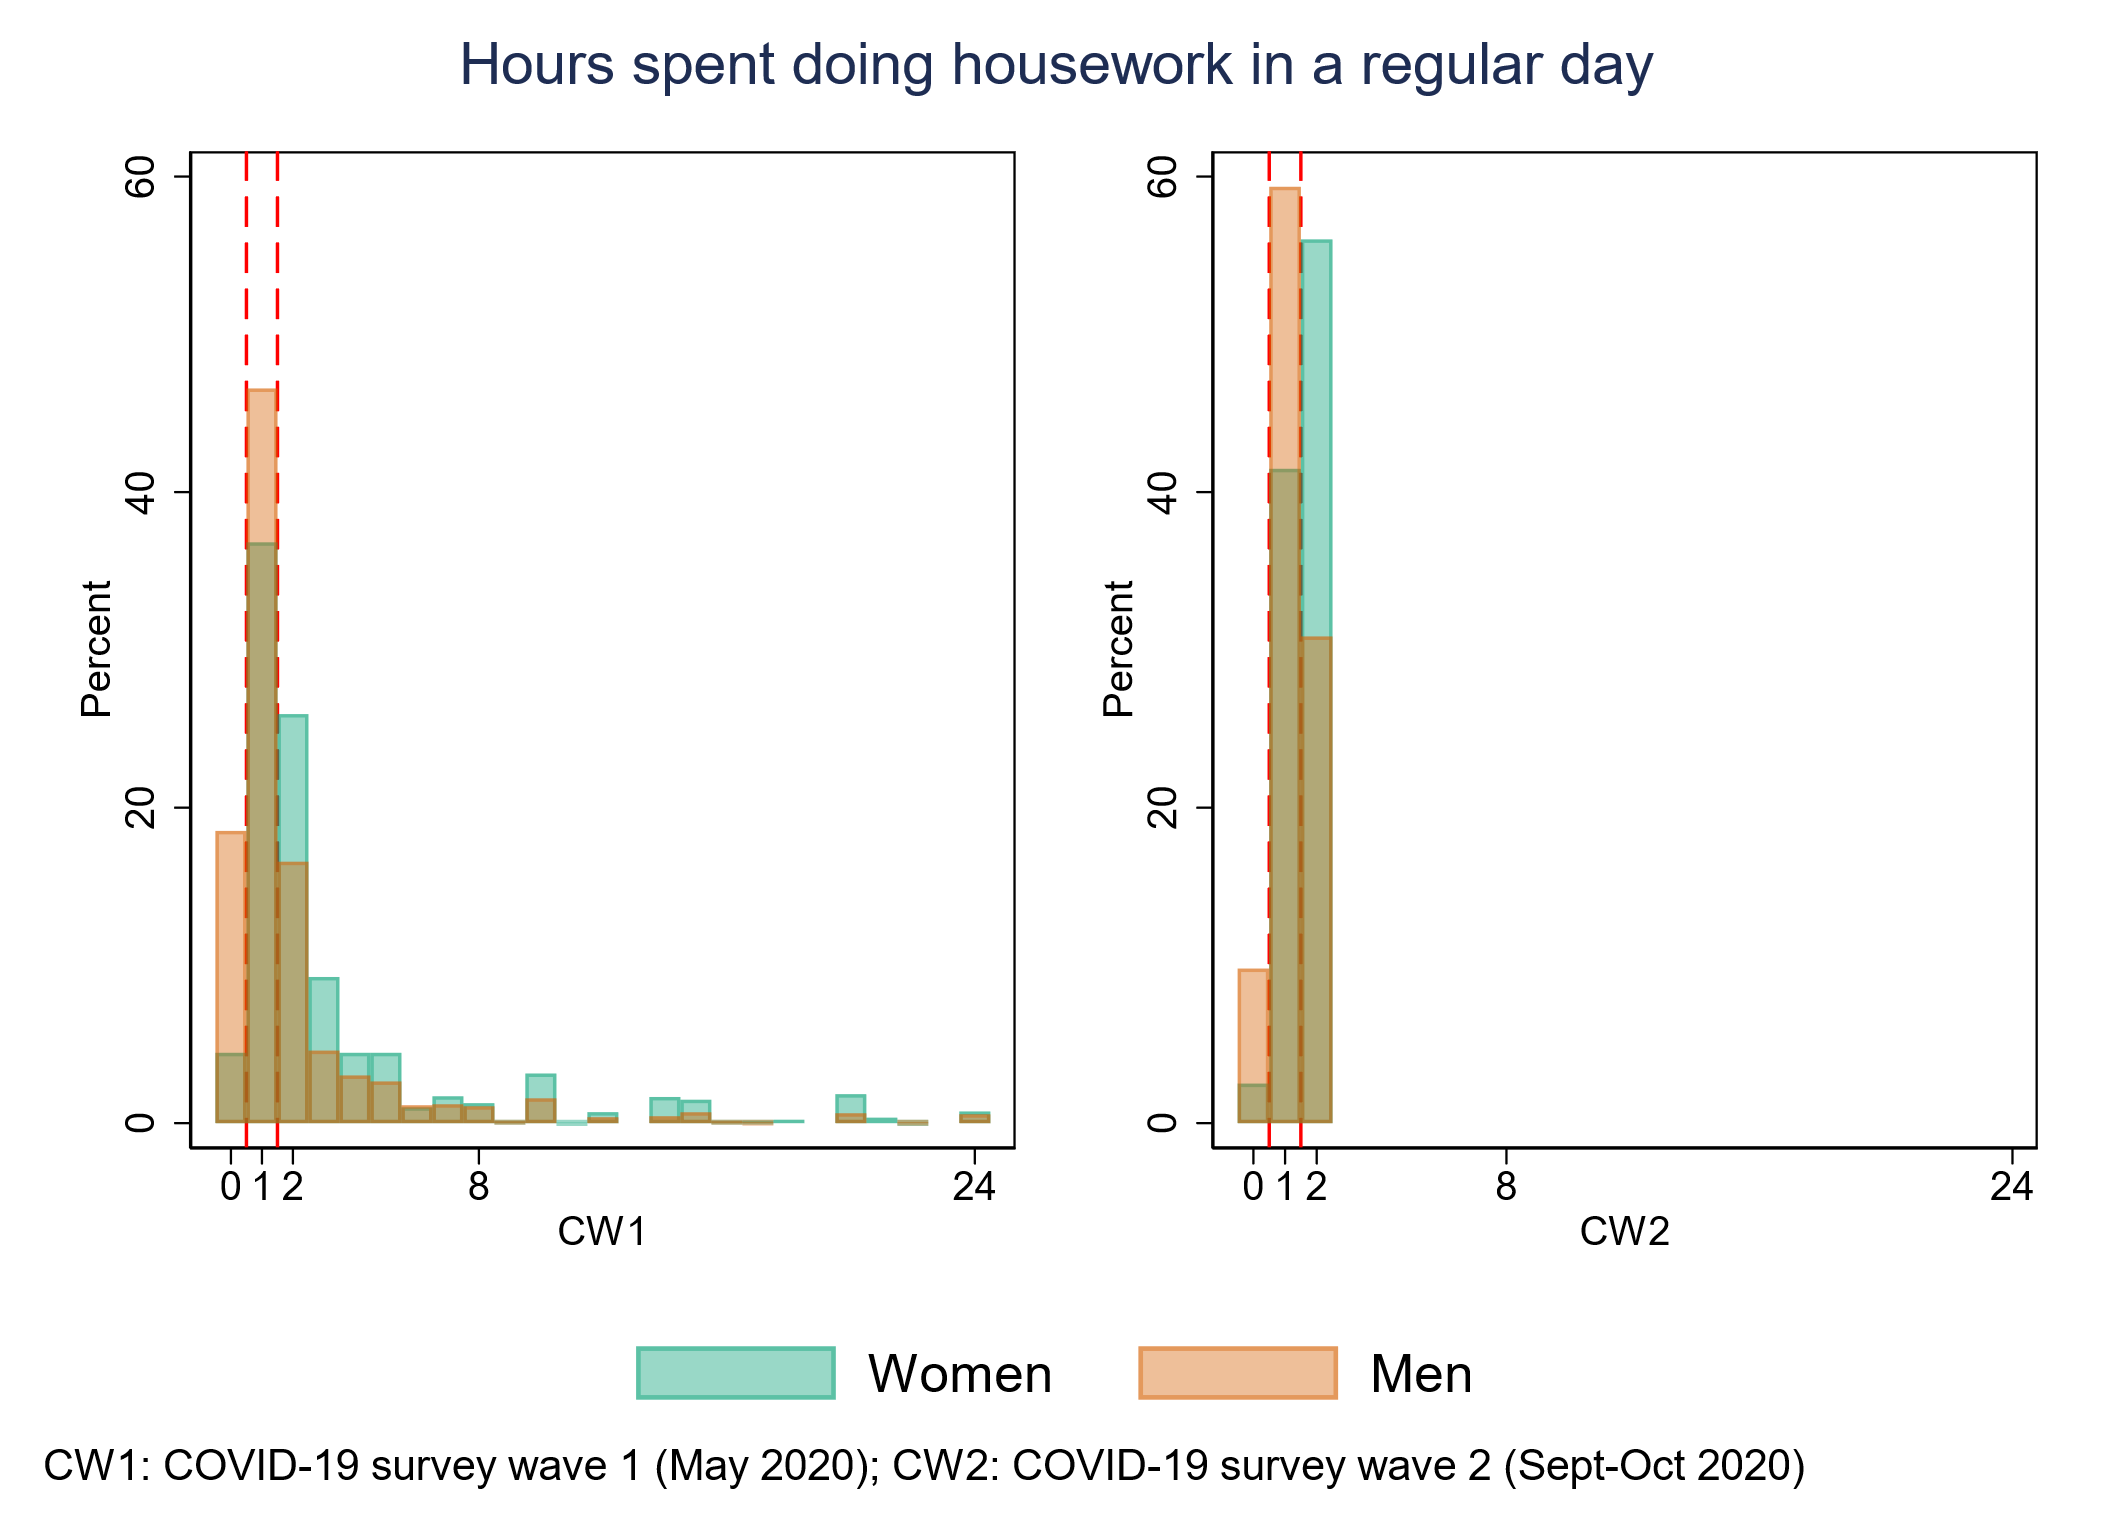 Hours spent doing housework in a regular day
Percent
60
40
20
0
0 1 2 8 24
CW1
Percent
60
40
20
0
0 1 2 8 24
CW2
Women Men
CW1: COVID-19 survey wave 1 (May 2020); CW2: COVID-19 survey wave 2 (Sept-Oct 2020)